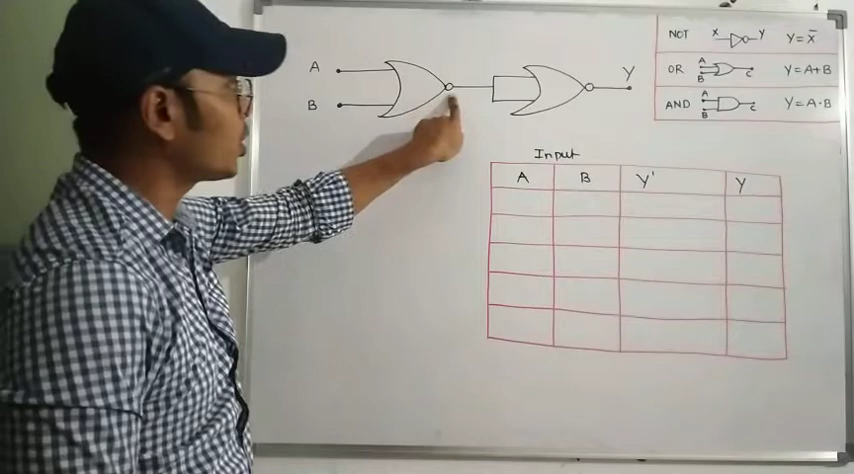 A
B
Y
NOT X Y Y = X̄
OR A B C Y = A + B
AND A B C Y = A · B
Input
A B Y' Y